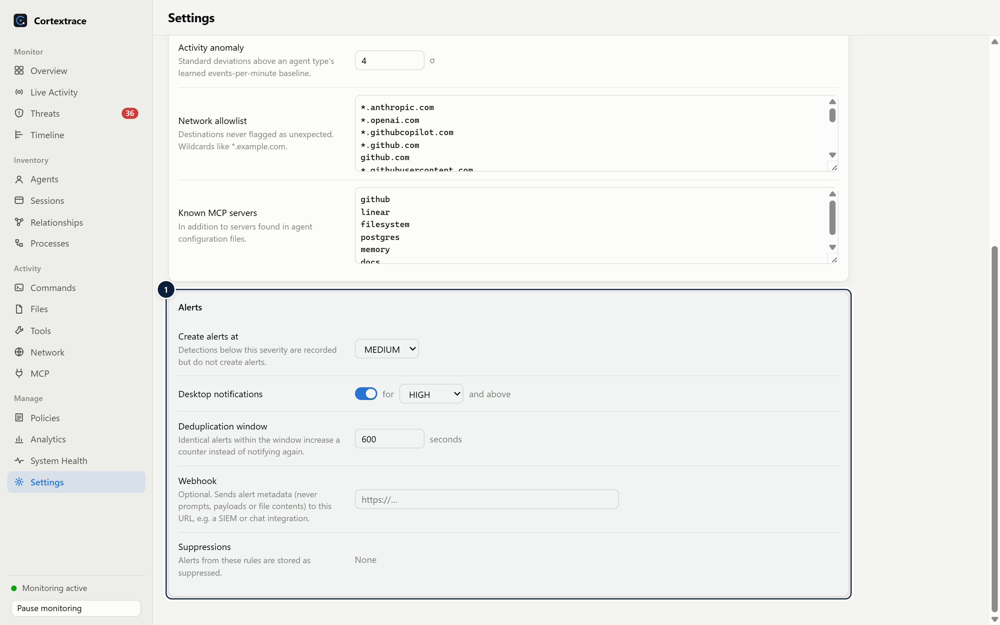 Cortextrace
Monitor
Overview
Live Activity
Threats
36
Timeline
Inventory
Agents
Sessions
Relationships
Processes
Activity
Commands
Files
Tools
Network
MCP
Manage
Policies
Analytics
System Health
Settings
Monitoring active
Pause monitoring
Settings
Activity anomaly
Standard deviations above an agent type's
learned events-per-minute baseline.
4
σ
Network allowlist
Destinations never flagged as unexpected.
Wildcards like *.example.com.
*.anthropic.com
*.openai.com
*.githubcopilot.com
*.github.com
github.com
*.githubusercontent.com
Known MCP servers
In addition to servers found in agent
configuration files.
github
linear
filesystem
postgres
memory
docs
1
Alerts
Create alerts at
Detections below this severity are recorded
but do not create alerts.
MEDIUM
Desktop notifications
for HIGH and above
Deduplication window
Identical alerts within the window increase a
counter instead of notifying again.
600 seconds
Webhook
Optional. Sends alert metadata (never
prompts, payloads or file contents) to this
URL, e.g. a SIEM or chat integration.
https://...
Suppressions
Alerts from these rules are stored as
suppressed.
None